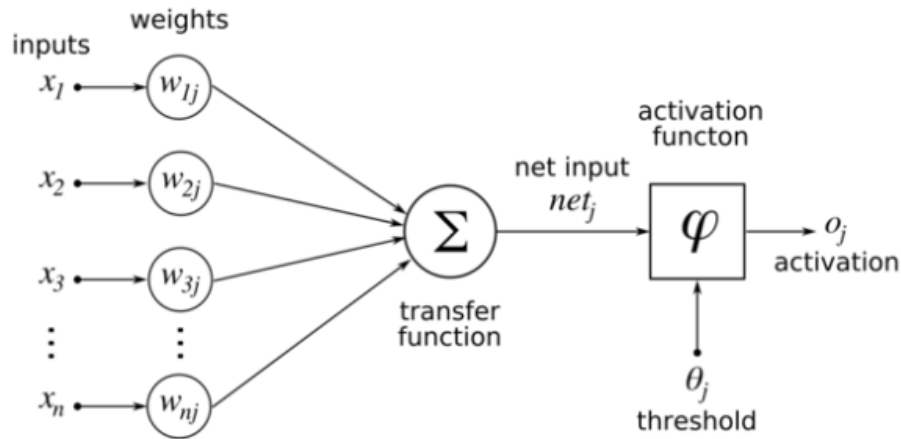 weights
inputs
x1
w1j
x2
w2j
x3
w3j
⋮ ⋮
xn
wnj
Σ
transfer
function
net input
netj
activation
functon
φ
oj
activation
θj
threshold